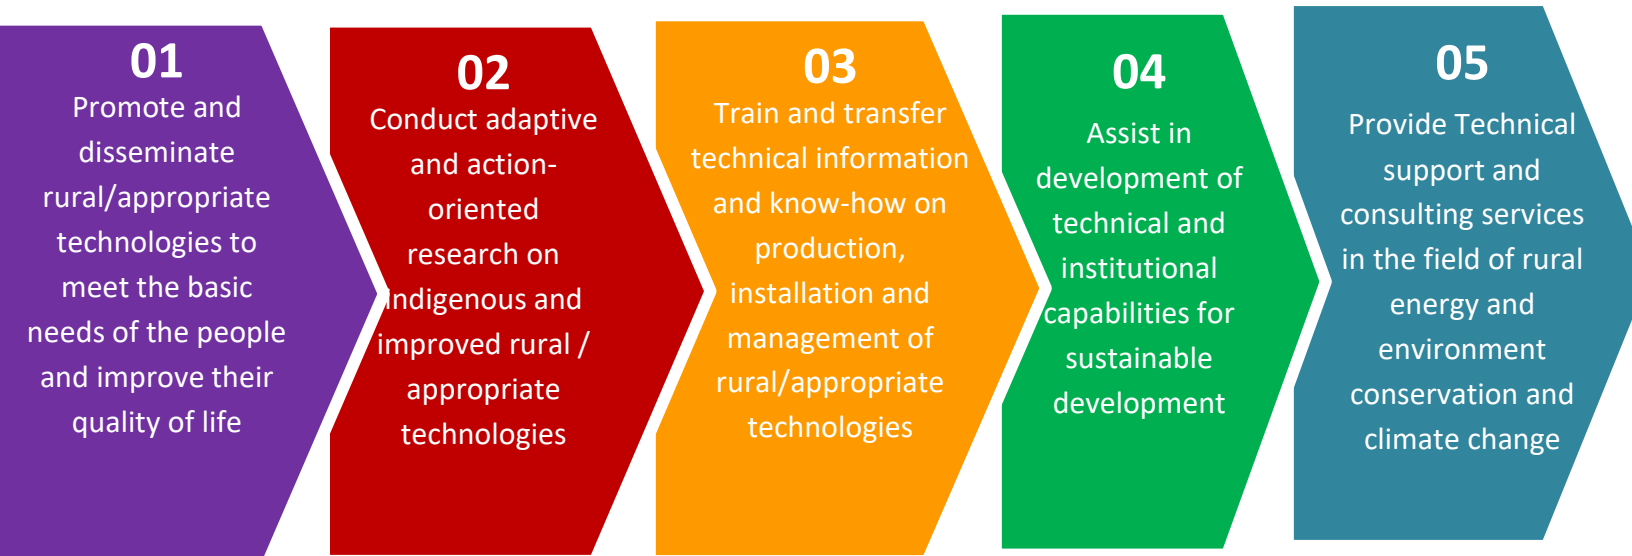 01
Promote and
disseminate
rural/appropriate
technologies to
meet the basic
needs of the people
and improve their
quality of life
02
Conduct adaptive
and action-
oriented
research on
indigenous and
improved rural /
appropriate
technologies
03
Train and transfer
technical information
and know-how on
production,
installation and
management of
rural/appropriate
technologies
04
Assist in
development of
technical and
institutional
capabilities for
sustainable
development
05
Provide Technical
support and
consulting services
in the field of rural
energy and
environment
conservation and
climate change